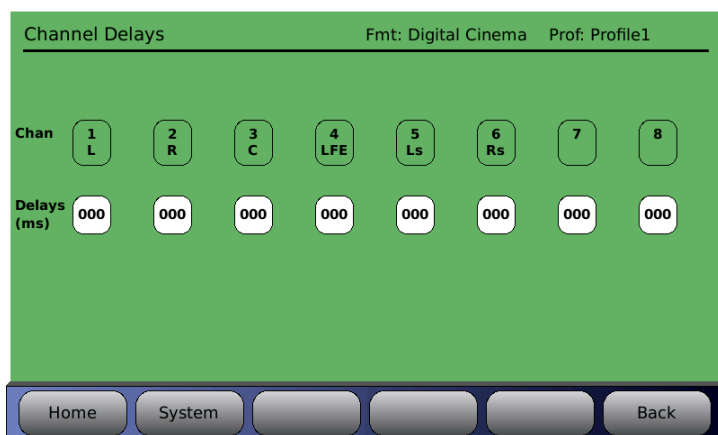 Channel Delays Fmt: Digital Cinema Prof: Profile1
Chan 1 2 3 4 5 6 7 8
L R C LFE Ls Rs
Delays (ms) 000 000 000 000 000 000 000 000
Home System Back